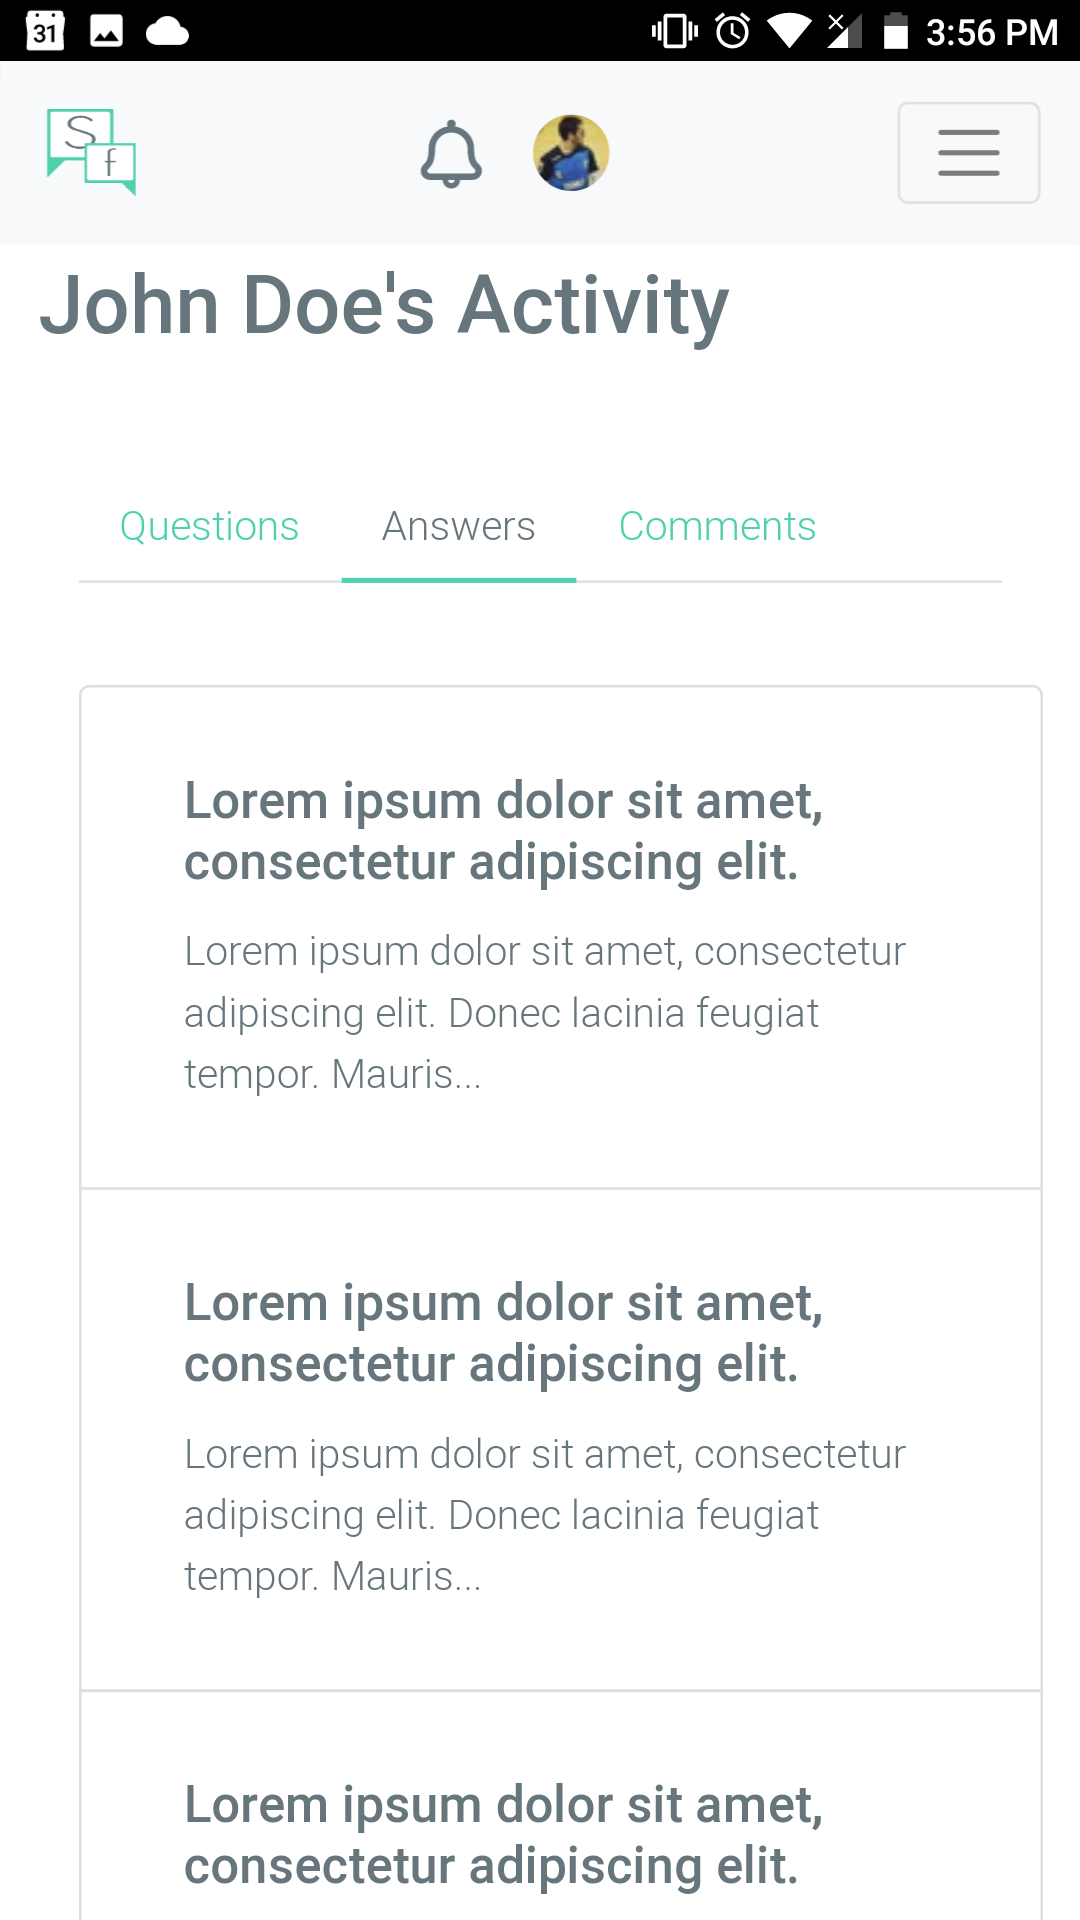 31 3:56 PM
S
f
John Doe's Activity
Questions Answers Comments
Lorem ipsum dolor sit amet,
consectetur adipiscing elit.
Lorem ipsum dolor sit amet, consectetur
adipiscing elit. Donec lacinia feugiat
tempor. Mauris...
Lorem ipsum dolor sit amet,
consectetur adipiscing elit.
Lorem ipsum dolor sit amet, consectetur
adipiscing elit. Donec lacinia feugiat
tempor. Mauris...
Lorem ipsum dolor sit amet,
consectetur adipiscing elit.